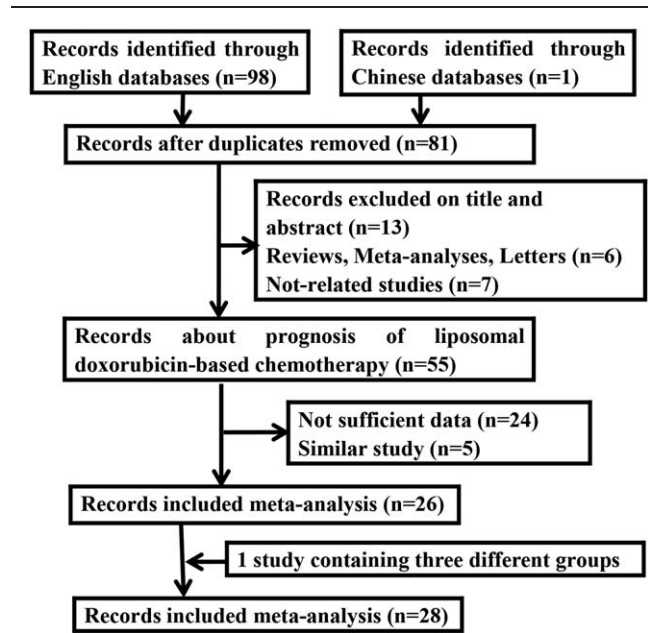 Records identified through
English databases (n=98)
Records identified through
Chinese databases (n=1)
Records after duplicates removed (n=81)
Records excluded on title and
abstract (n=13)
Reviews, Meta-analyses, Letters (n=6)
Not-related studies (n=7)
Records about prognosis of liposomal
doxorubicin-based chemotherapy (n=55)
Not sufficient data (n=24)
Similar study (n=5)
Records included meta-analysis (n=26)
1 study containing three different groups
Records included meta-analysis (n=28)